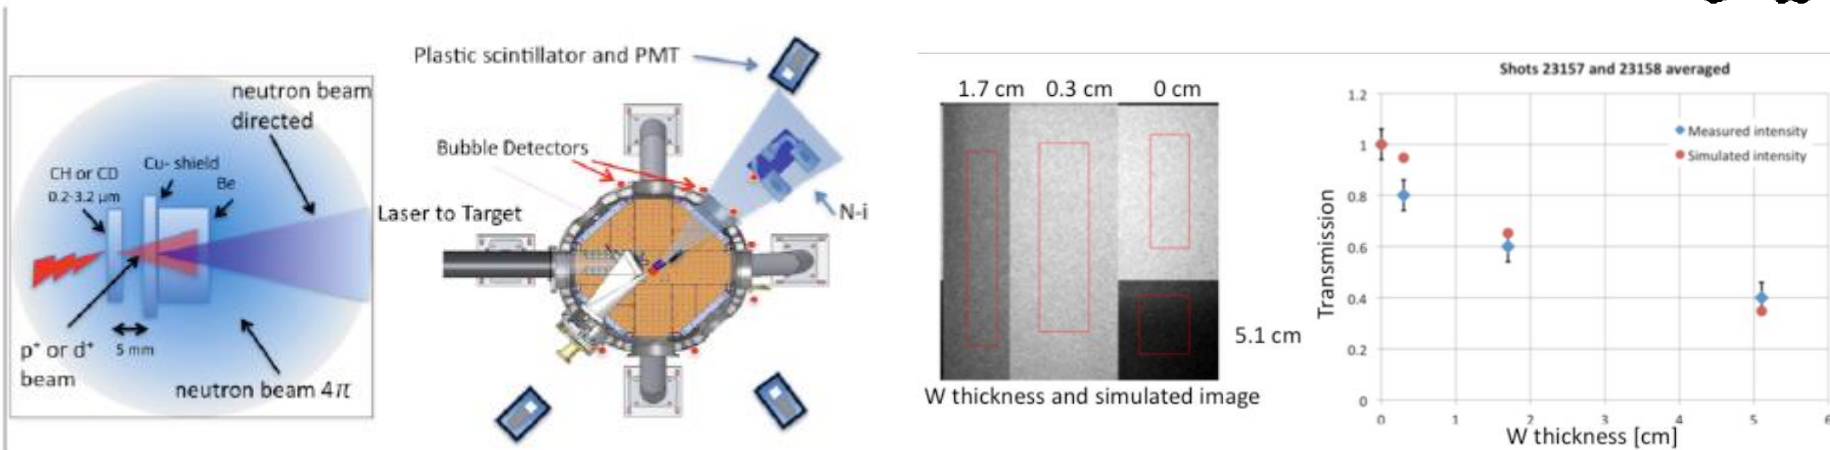 neutron beam
directed
Cu- shield
CH or CD
0.2-3.2 µm
Be
p⁺ or d⁺
beam
5 mm
neutron beam 4π
Plastic scintillator and PMT
Bubble Detectors
Laser to Target
N-i
1.7 cm
0.3 cm
0 cm
5.1 cm
W thickness and simulated image
Shots 23157 and 23158 averaged
Measured intensity
Simulated intensity
Transmission
1.2
1
0.8
0.6
0.4
0.2
0
0 1 2 3 4 5 6
W thickness [cm]